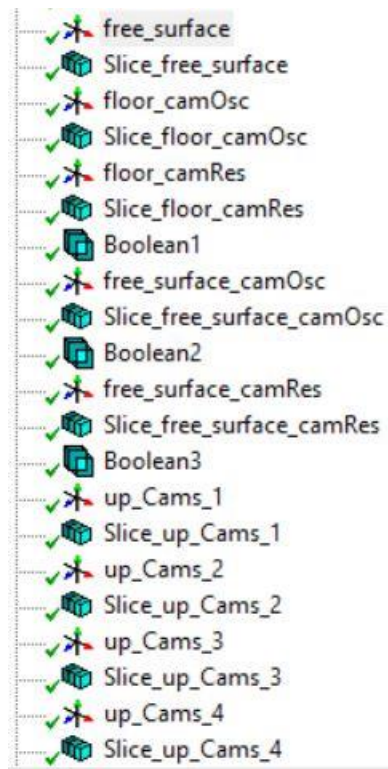 free_surface
Slice_free_surface
floor_camOsc
Slice_floor_camOsc
floor_camRes
Slice_floor_camRes
Boolean1
free_surface_camOsc
Slice_free_surface_camOsc
Boolean2
free_surface_camRes
Slice_free_surface_camRes
Boolean3
up_Cams_1
Slice_up_Cams_1
up_Cams_2
Slice_up_Cams_2
up_Cams_3
Slice_up_Cams_3
up_Cams_4
Slice_up_Cams_4